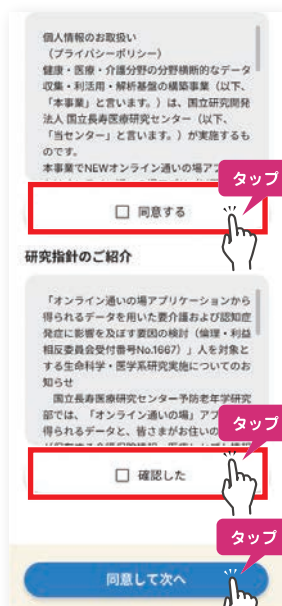 個人情報のお取扱い
（プライバシーポリシー）
健康・医療・介護分野の分野横断的なデータ
収集・利活用・解析基盤の構築事業（以下、
「本事業」と言います。）は、国立研究開発
法人 国立長寿医療研究センター（以下、
「当センター」と言います。）が実施するも
のです。
本事業でNEWオンライン通いの場アプ
タップ
同意する
研究指針のご紹介
「オンライン通いの場アプリケーションから
得られるデータを用いた要介護および認知症
発症に影響を及ぼす要因の検討（倫理・利益
相反委員会受付番号No.1667）」人を対象と
する生命科学・医学系研究実施についてのお
知らせ
国立長寿医療研究センター予防老年学研究
部では、「オンライン通いの場」アプ
得られるデータと、皆さまがお住いの
タップ
確認した
タップ
同意して次へ